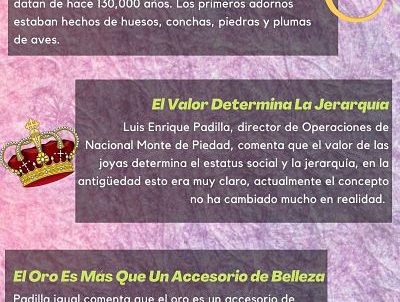 datan de hace 130,000 años. Los primeros adornos
estaban hechos de huesos, conchas, piedras y plumas
de aves.
El Valor Determina La Jerarquía
Luis Enrique Padilla, director de Operaciones de
Nacional Monte de Piedad, comenta que el valor de las
joyas determina el estatus social y la jerarquía, en la
antigüedad esto era muy claro, actualmente el concepto
no ha cambiado mucho en realidad.
El Oro Es Mas Que Un Accesorio de Belleza
Padilla igual comenta que el oro es un accesorio de